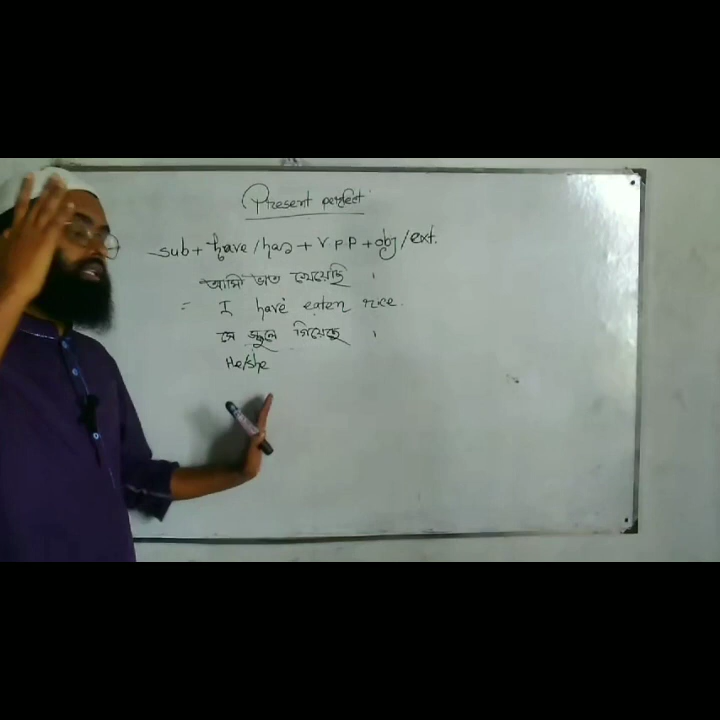 Present perfect
sub + have/has + v p p + obj/ext.
আমি ভাত খেয়েছি ।
= I have eaten rice.
সে স্কুলে গিয়েছে ।
He/she